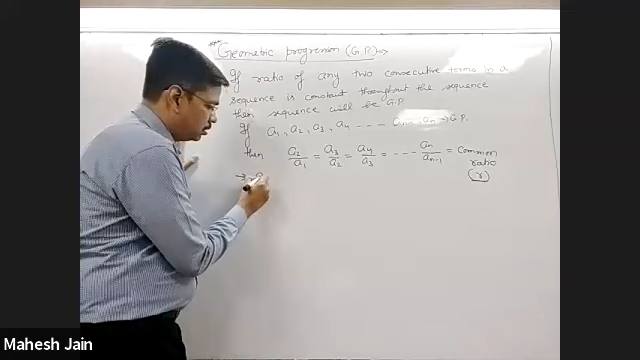 Geometric progression (G.P.) →
If ratio of any two consecutive terms in a
sequence is constant throughout the sequence
then sequence will be G.P.
If a₁, a₂, a₃, a₄ ---- , aₙ → G.P.
then a₂/a₁ = a₃/a₂ = a₄/a₃ = --- aₙ/aₙ₋₁ = Common
ratio
(r)
Mahesh Jain